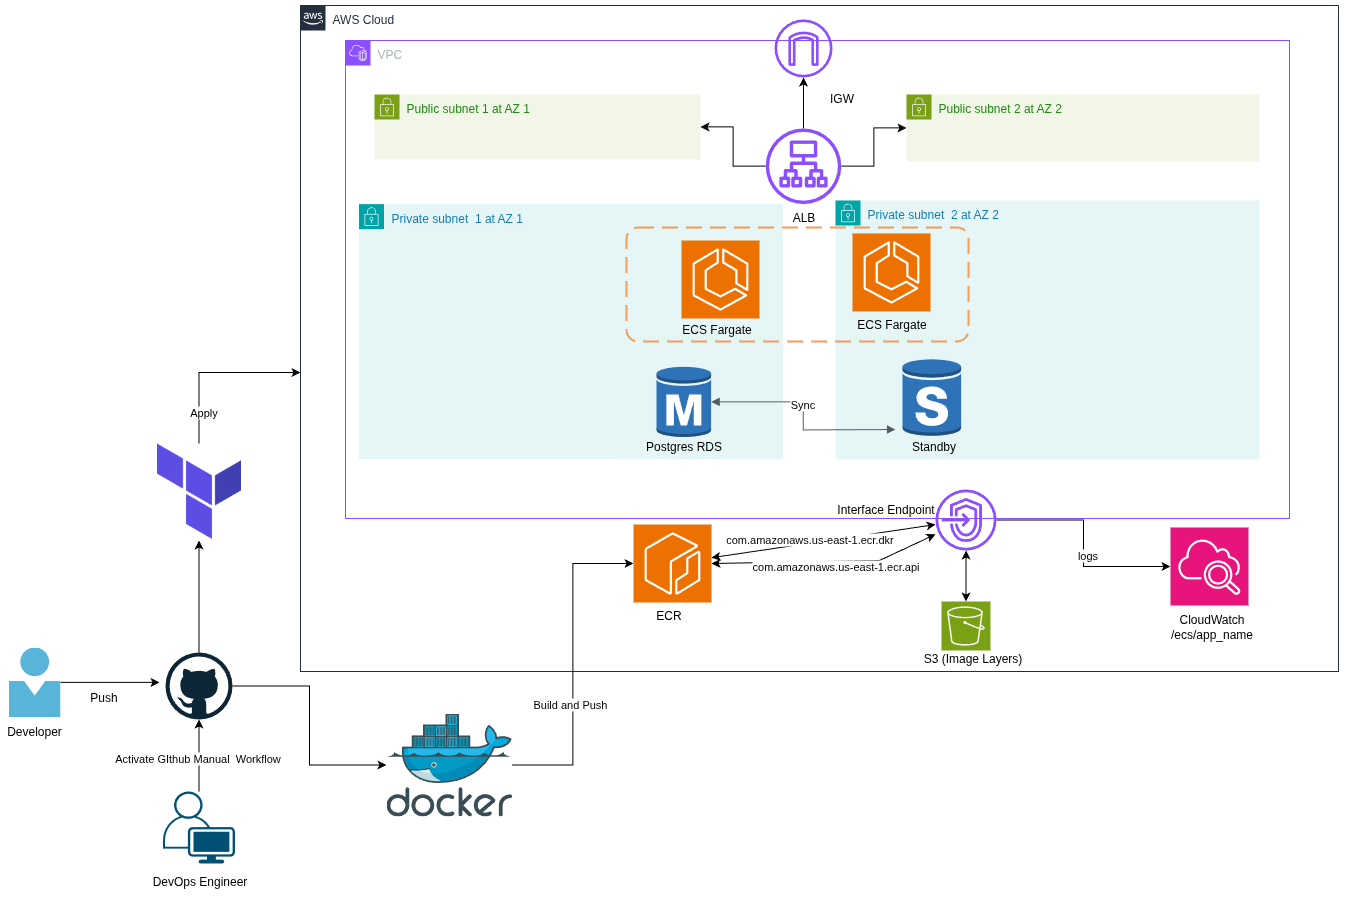 aws
AWS Cloud
VPC
IGW
Public subnet 1 at AZ 1
Public subnet 2 at AZ 2
ALB
Private subnet  1 at AZ 1
Private subnet  2 at AZ 2
ECS Fargate
ECS Fargate
M
S
Sync
Postgres RDS
Standby
Apply
Interface Endpoint
com.amazonaws.us-east-1.ecr.dkr
com.amazonaws.us-east-1.ecr.api
logs
ECR
CloudWatch
/ecs/app_name
S3 (Image Layers)
Push
Developer
Build and Push
Activate GIthub Manual  Workflow
docker
DevOps Engineer